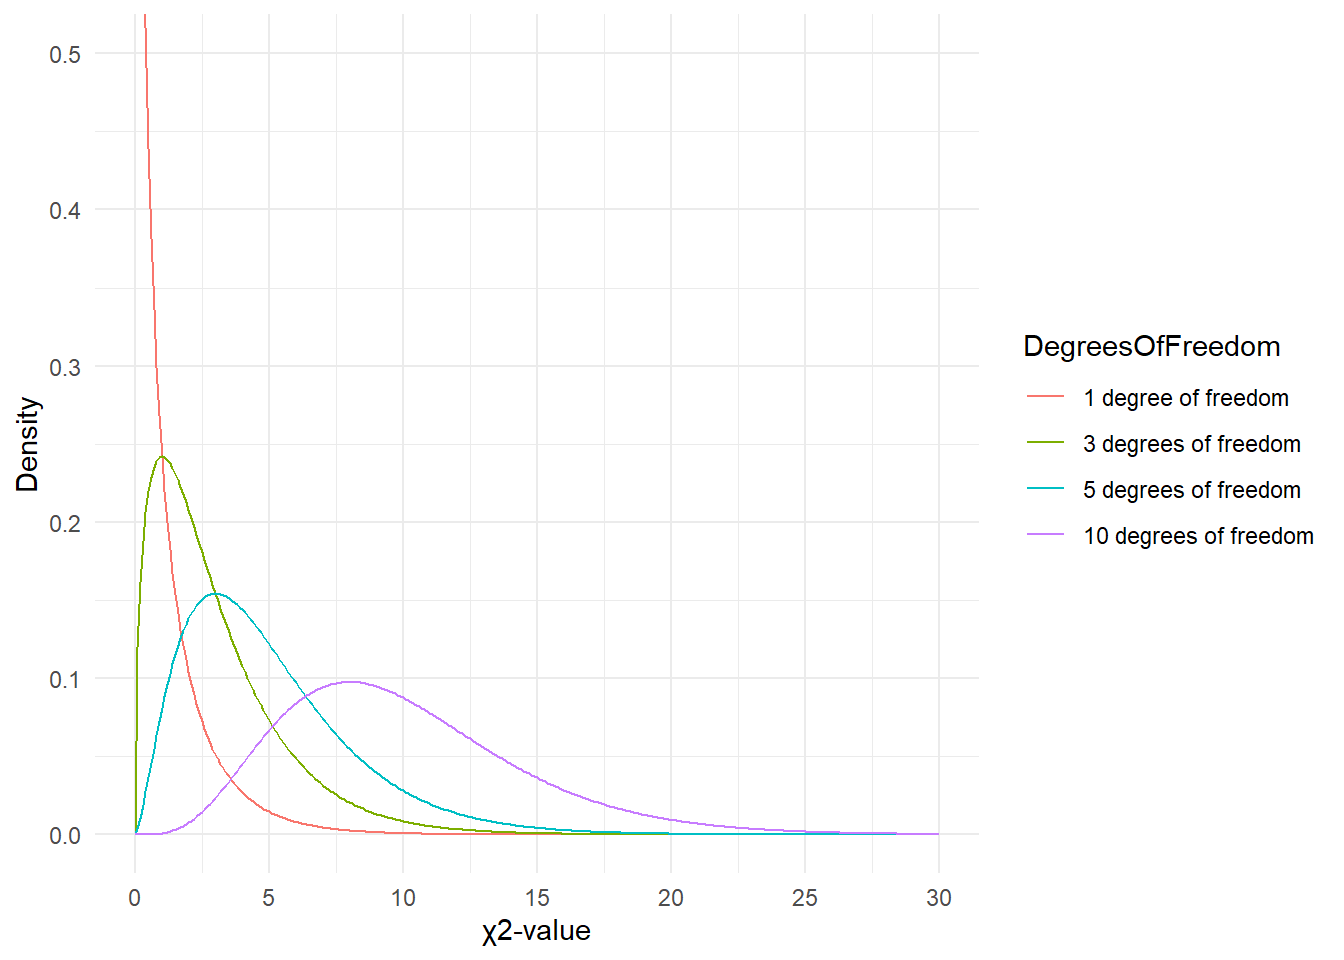 0.5
0.4
0.3
0.2
0.1
0.0
Density
0 5 10 15 20 25 30
χ2-value
DegreesOfFreedom
1 degree of freedom
3 degrees of freedom
5 degrees of freedom
10 degrees of freedom